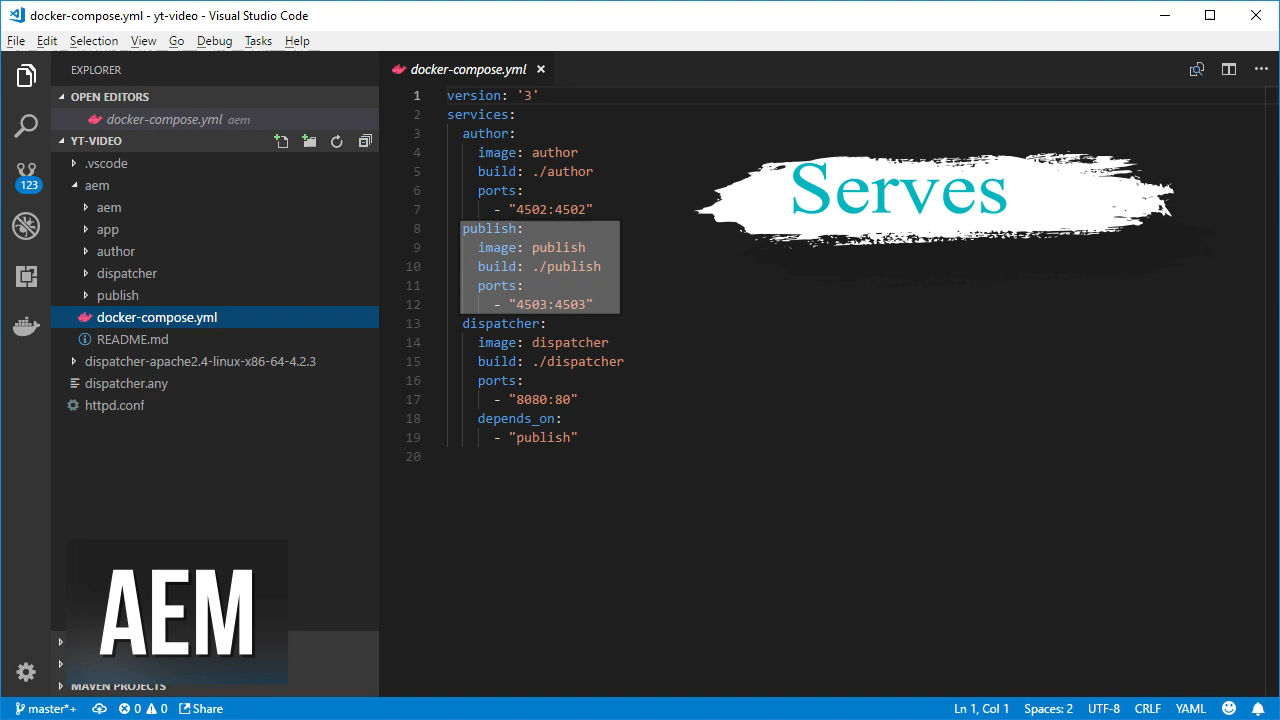 docker-compose.yml - yt-video - Visual Studio Code
File Edit Selection View Go Debug Tasks Help
EXPLORER
OPEN EDITORS
docker-compose.yml aem
YT-VIDEO
.vscode
aem
aem
app
author
dispatcher
publish
docker-compose.yml
README.md
dispatcher-apache2.4-linux-x86-64-4.2.3
dispatcher.any
httpd.conf
MAVEN PROJECTS
123
AEM
docker-compose.yml
1 version: '3'
2 services:
3 author:
4 image: author
5 build: ./author
6 ports:
7 - "4502:4502"
8 publish:
9 image: publish
10 build: ./publish
11 ports:
12 - "4503:4503"
13 dispatcher:
14 image: dispatcher
15 build: ./dispatcher
16 ports:
17 - "8080:80"
18 depends_on:
19 - "publish"
20
Serves
master*+ 0 0 Share Ln 1, Col 1 Spaces: 2 UTF-8 CRLF YAML